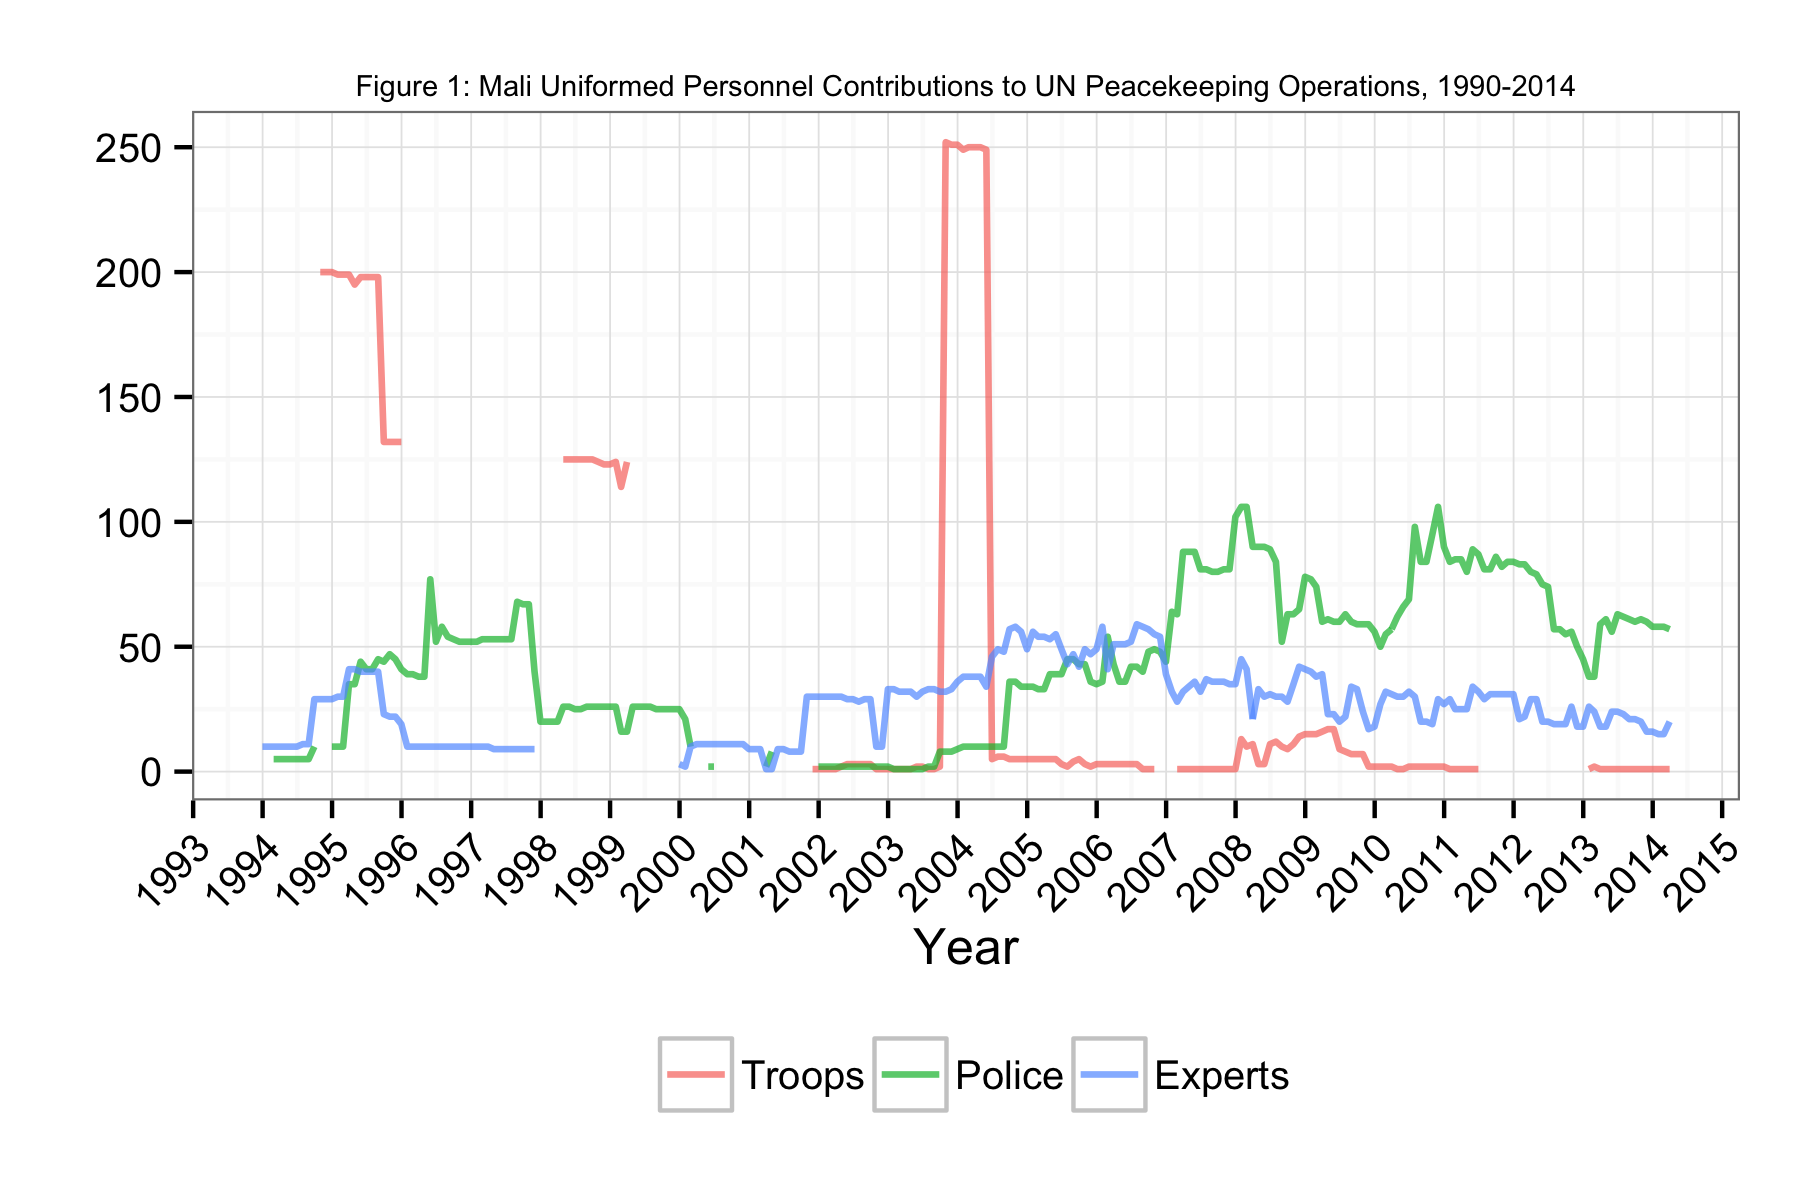 Figure 1: Mali Uniformed Personnel Contributions to UN Peacekeeping Operations, 1990-2014
250
200
150
100
50
0
1993 1994 1995 1996 1997 1998 1999 2000 2001 2002 2003 2004 2005 2006 2007 2008 2009 2010 2011 2012 2013 2014 2015
Year
Troops Police Experts